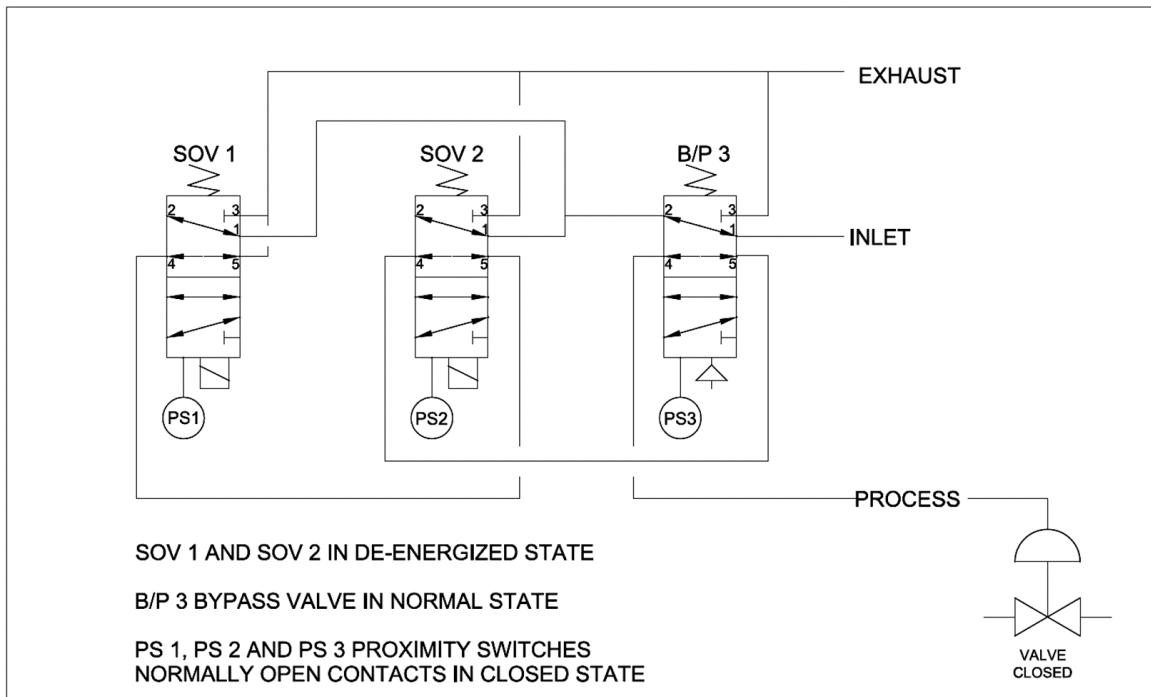 EXHAUST
SOV 1
SOV 2
B/P 3
2 3
1
4 5
2 3
1
4 5
2 3
1
4 5
INLET
PS1
PS2
PS3
PROCESS
SOV 1 AND SOV 2 IN DE-ENERGIZED STATE
B/P 3 BYPASS VALVE IN NORMAL STATE
PS 1, PS 2 AND PS 3 PROXIMITY SWITCHES
NORMALLY OPEN CONTACTS IN CLOSED STATE
VALVE
CLOSED